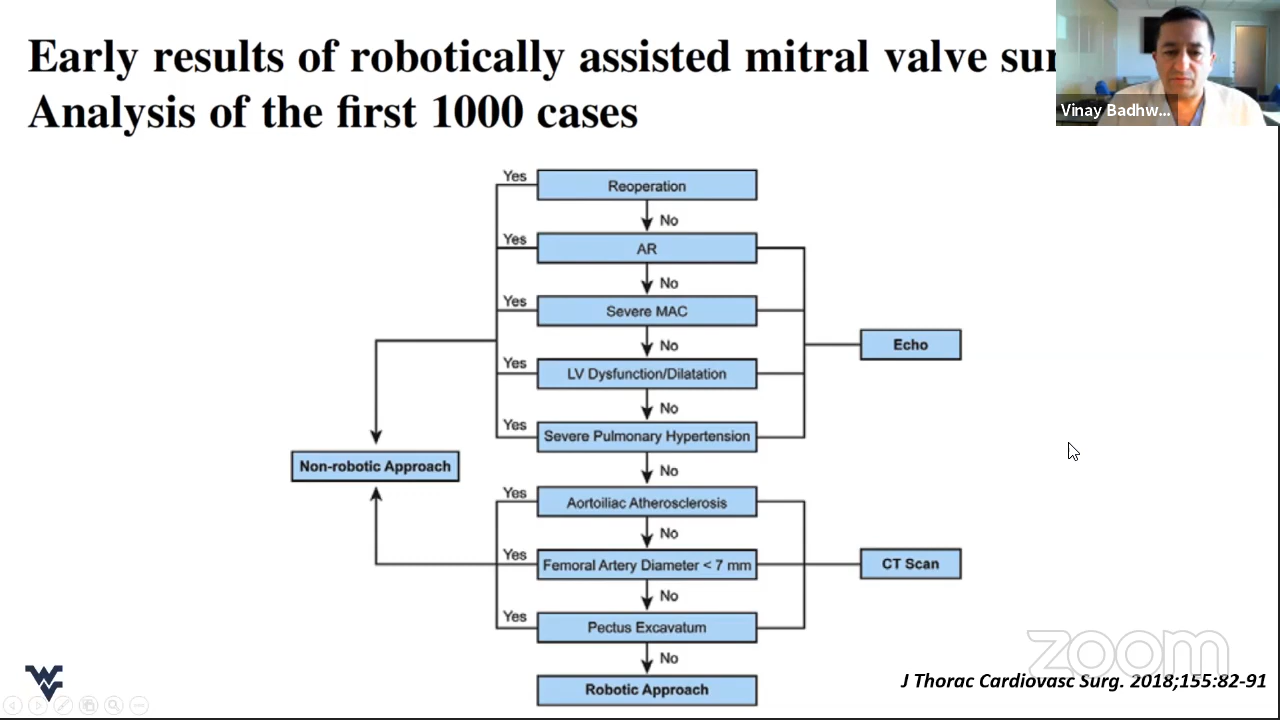 Early results of robotically assisted mitral valve sur
Analysis of the first 1000 cases
Vinay Badhw...
Yes
Reoperation
No
Yes
AR
No
Yes
Severe MAC
No
Echo
Yes
LV Dysfunction/Dilatation
No
Yes
Severe Pulmonary Hypertension
Non-robotic Approach
No
Yes
Aortoiliac Atherosclerosis
No
Yes
Femoral Artery Diameter < 7 mm
CT Scan
No
Yes
Pectus Excavatum
No
Robotic Approach
zoom
J Thorac Cardiovasc Surg. 2018;155:82-91
WV